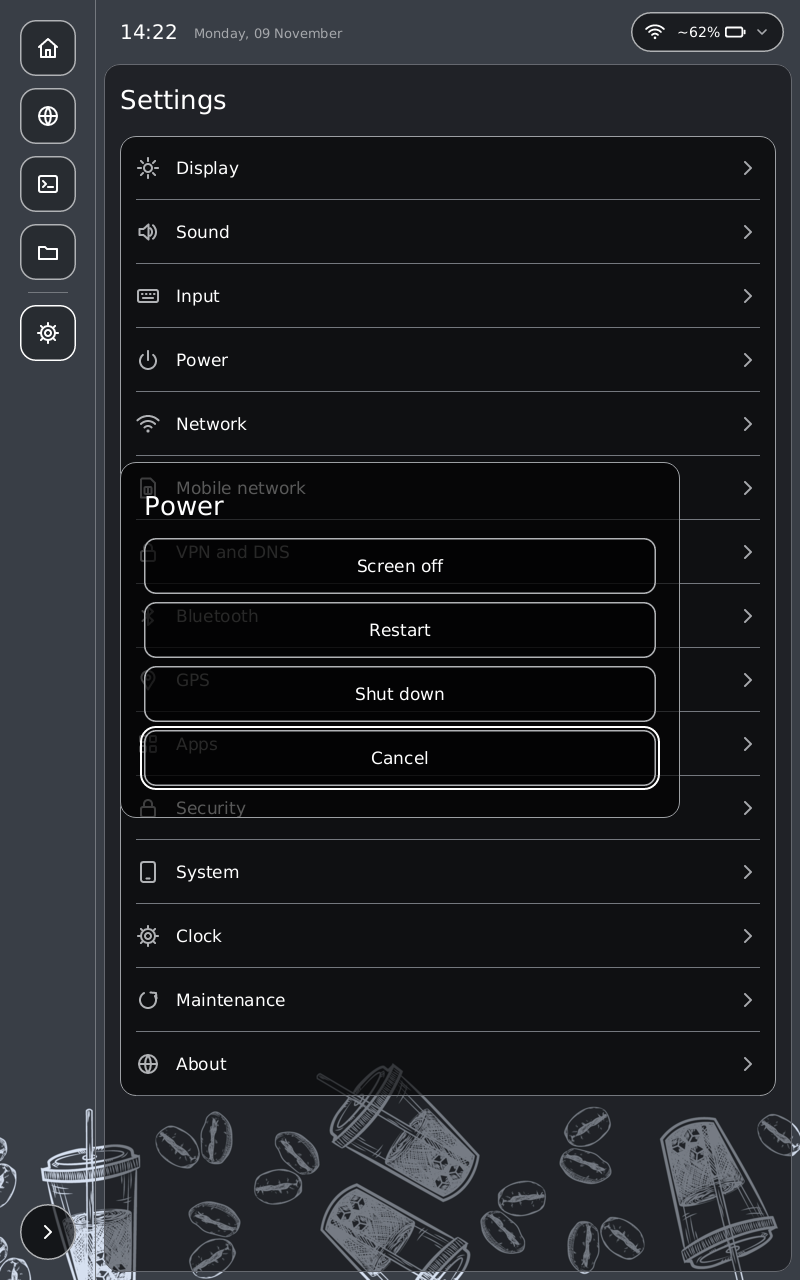 14:22 Monday, 09 November ~62%
Settings
Display
Sound
Input
Power
Network
Mobile network
Power
VPN and DNS
Screen off
Bluetooth
Restart
GPS
Shut down
Apps
Cancel
Security
System
Clock
Maintenance
About